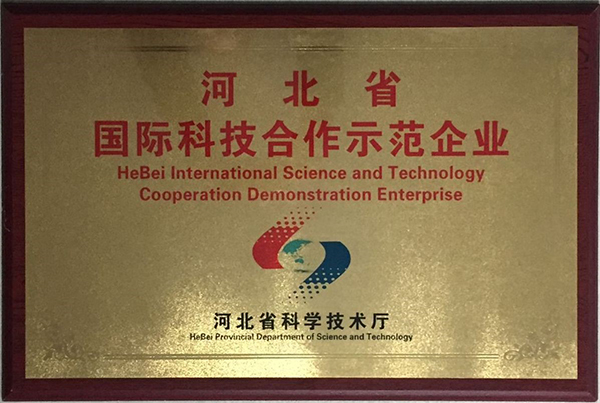 河北省
国际科技合作示范企业
HeBei International Science and Technology
Cooperation Demonstration Enterprise
河北省科学技术厅
HeBei Provincial Department of Science and Technology